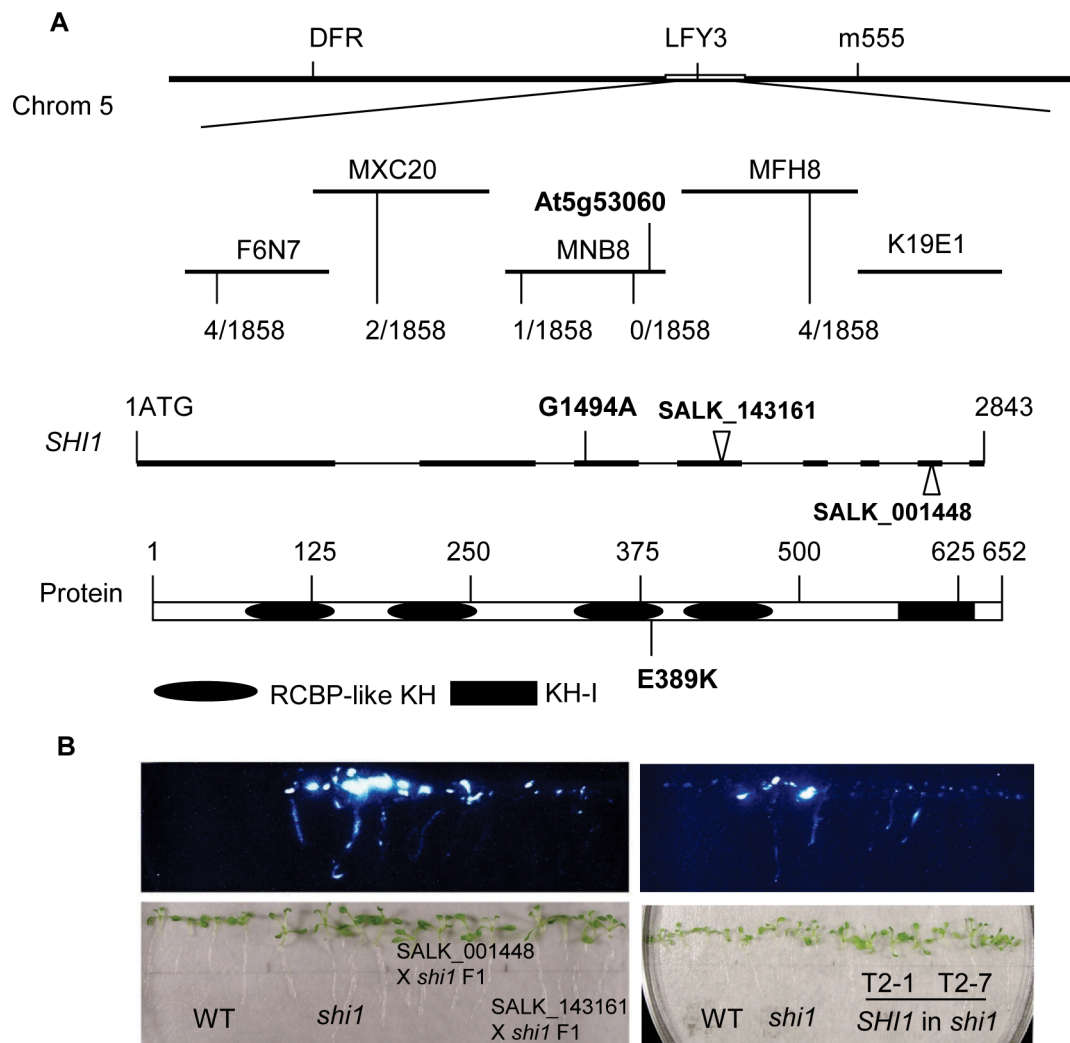 A
DFR LFY3 m555
Chrom 5
MXC20 MFH8
At5g53060
F6N7 MNB8 K19E1
4/1858 2/1858 1/1858 0/1858 4/1858
1ATG G1494A SALK_143161 2843
SHI1
SALK_001448
1 125 250 375 500 625 652
Protein
E389K
RCBP-like KH KH-I
B
SALK_001448
X shi1 F1
WT shi1
SALK_143161
X shi1 F1
T2-1 T2-7
WT shi1 SHI1 in shi1